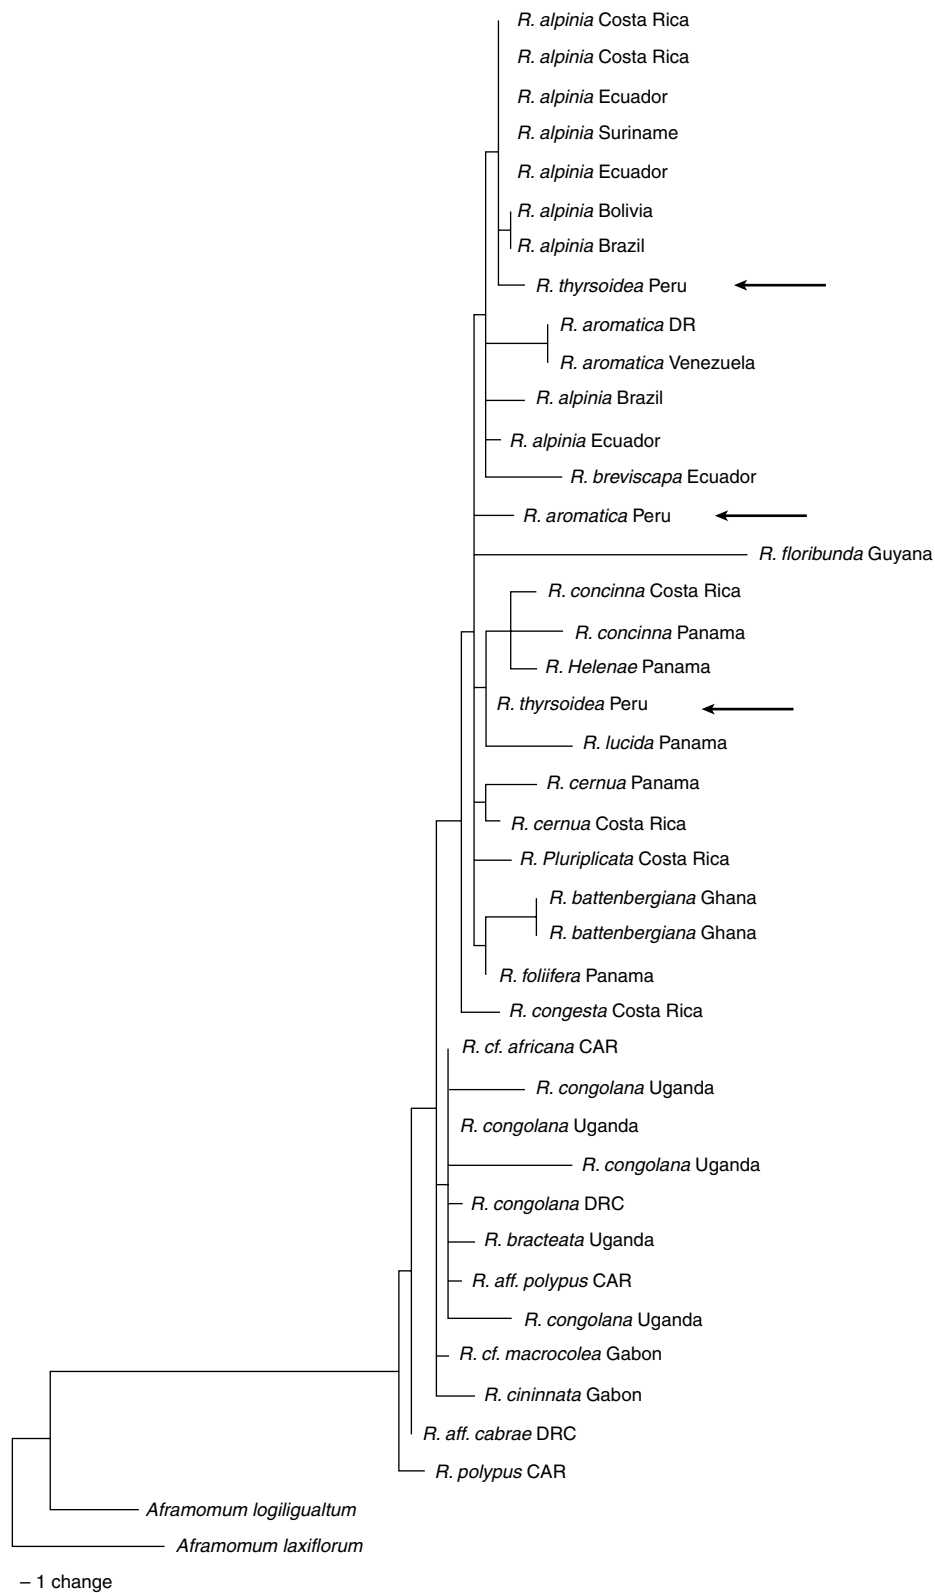 R. alpinia Costa Rica
R. alpinia Costa Rica
R. alpinia Ecuador
R. alpinia Suriname
R. alpinia Ecuador
R. alpinia Bolivia
R. alpinia Brazil
R. thyrsoidea Peru
R. aromatica DR
R. aromatica Venezuela
R. alpinia Brazil
R. alpinia Ecuador
R. breviscapa Ecuador
R. aromatica Peru
R. floribunda Guyana
R. concinna Costa Rica
R. concinna Panama
R. Helenae Panama
R. thyrsoidea Peru
R. lucida Panama
R. cernua Panama
R. cernua Costa Rica
R. Pluriplicata Costa Rica
R. battenbergiana Ghana
R. battenbergiana Ghana
R. foliifera Panama
R. congesta Costa Rica
R. cf. africana CAR
R. congolana Uganda
R. congolana Uganda
R. congolana Uganda
R. congolana DRC
R. bracteata Uganda
R. aff. polypus CAR
R. congolana Uganda
R. cf. macrocolea Gabon
R. cininnata Gabon
R. aff. cabrae DRC
R. polypus CAR
Aframomum logiligualtum
Aframomum laxiflorum
– 1 change